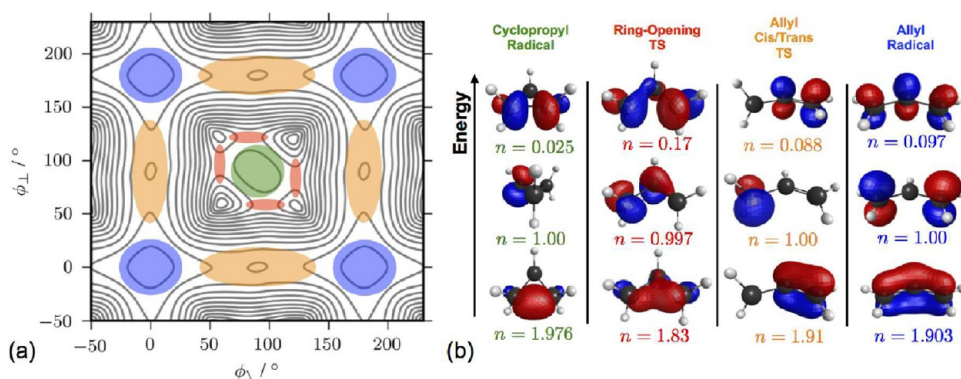 ϕ⊥ / °
200
150
100
50
0
−50
−50 0 50 100 150 200
ϕ\ / °
(a)
Cyclopropyl
Radical
Ring-Opening
TS
Allyl
Cis/Trans
TS
Allyl
Radical
Energy
n = 0.025 n = 0.17 n = 0.088 n = 0.097
n = 1.00 n = 0.997 n = 1.00 n = 1.00
n = 1.976 n = 1.83 n = 1.91 n = 1.903
(b)